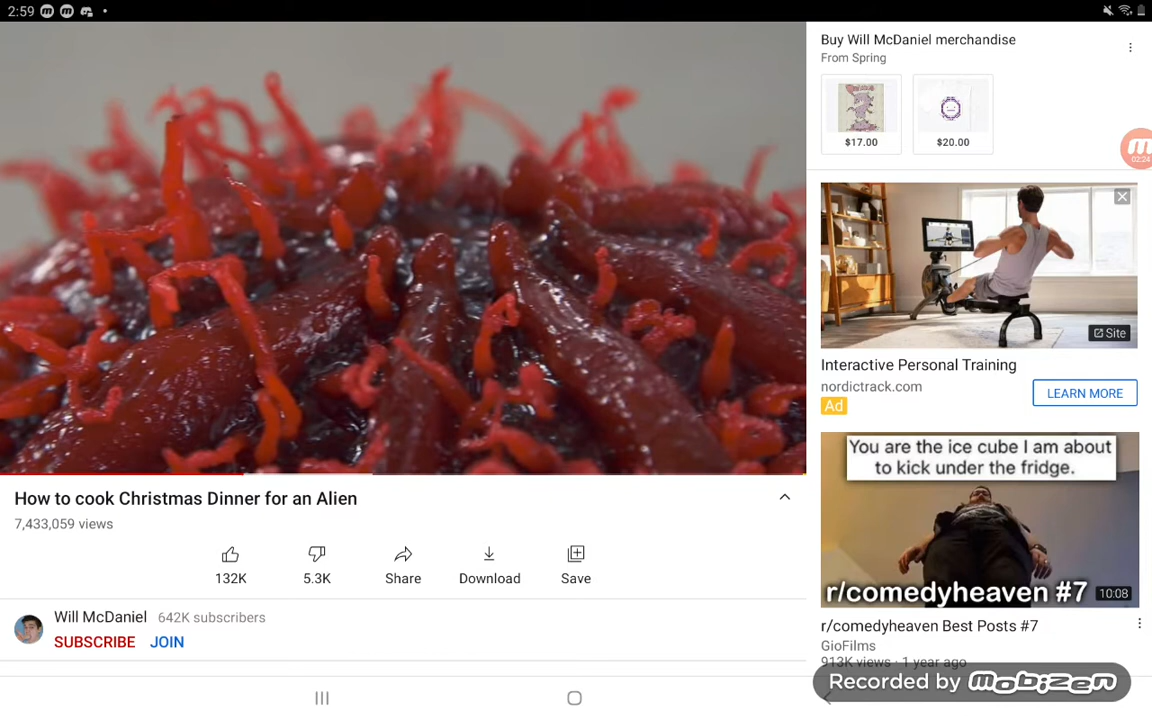 2:59
Buy Will McDaniel merchandise
From Spring
$17.00
$20.00
02:24
Site
Interactive Personal Training
nordictrack.com
LEARN MORE
Ad
You are the ice cube I am about
to kick under the fridge.
r/comedyheaven #7
10:08
r/comedyheaven Best Posts #7
GioFilms
913K views · 1 year ago
Recorded by mobizen
How to cook Christmas Dinner for an Alien
7,433,059 views
132K
5.3K
Share
Download
Save
Will McDaniel 642K subscribers
SUBSCRIBE JOIN